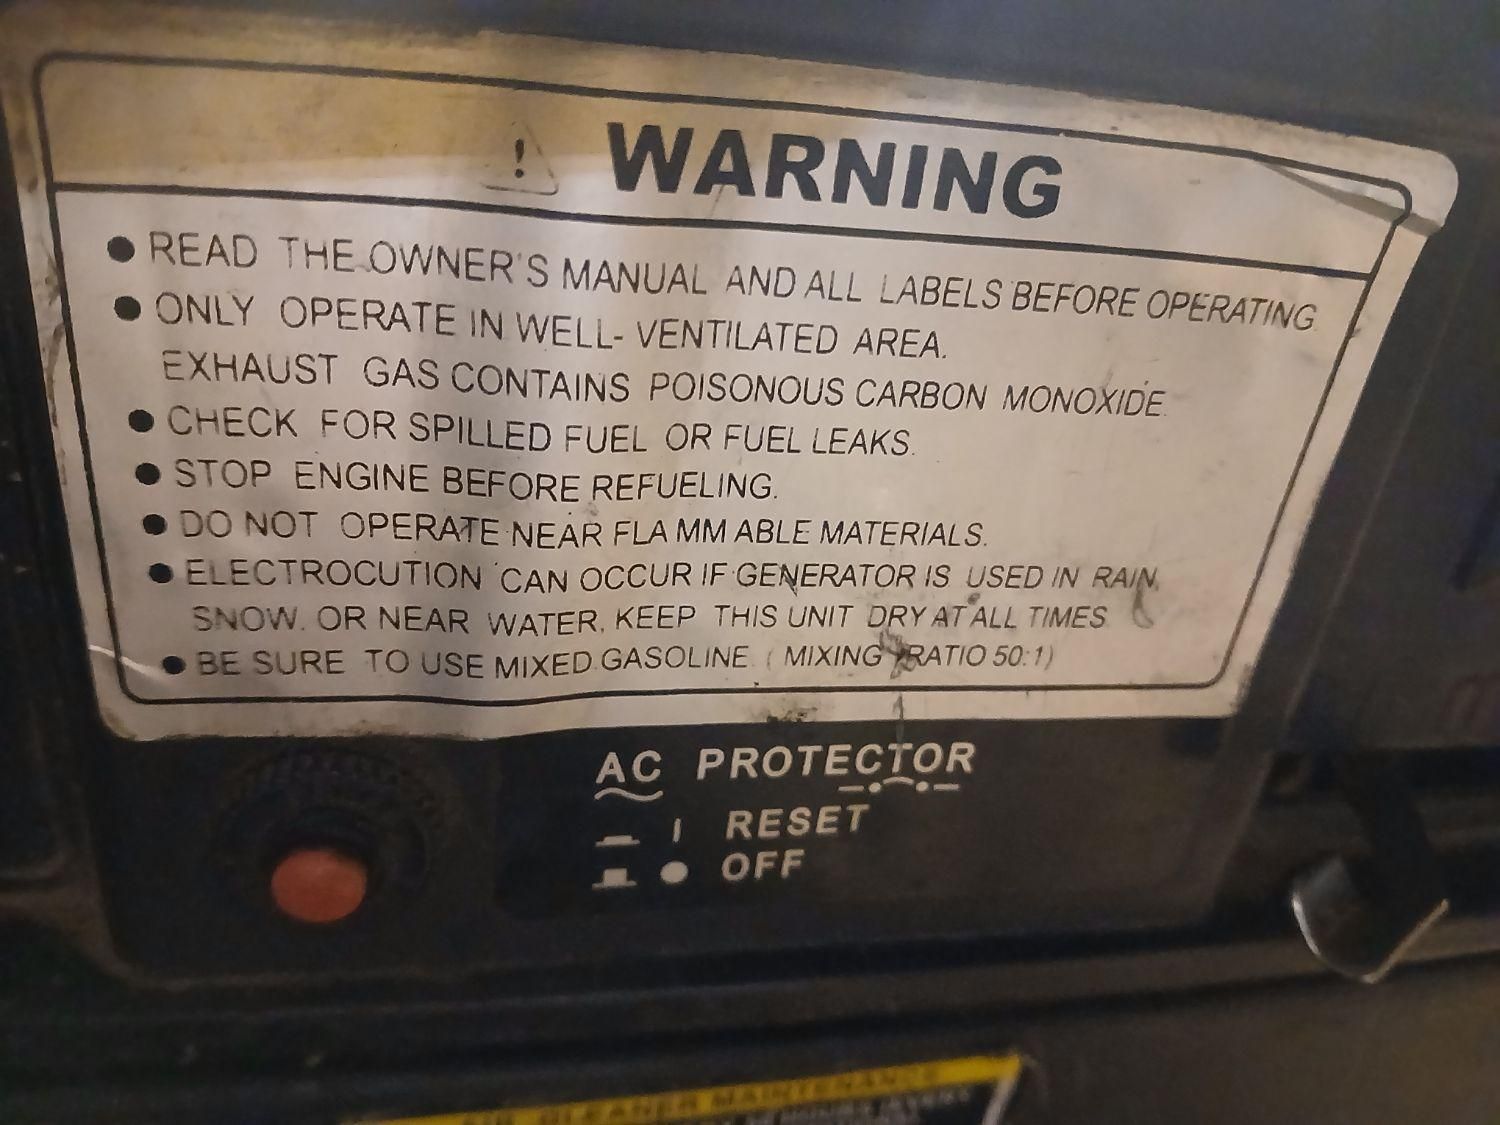 WARNING
● READ THE OWNER'S MANUAL AND ALL LABELS BEFORE OPERATING
● ONLY OPERATE IN WELL- VENTILATED AREA.
EXHAUST GAS CONTAINS POISONOUS CARBON MONOXIDE.
● CHECK FOR SPILLED FUEL OR FUEL LEAKS.
● STOP ENGINE BEFORE REFUELING.
● DO NOT OPERATE NEAR FLA MM ABLE MATERIALS.
● ELECTROCUTION CAN OCCUR IF GENERATOR IS USED IN RAIN,
SNOW. OR NEAR WATER, KEEP THIS UNIT DRY AT ALL TIMES
● BE SURE TO USE MIXED GASOLINE. ( MIXING RATIO 50:1)
AC PROTECTOR
RESET
OFF
AIR CLEANER MAINTENANCE